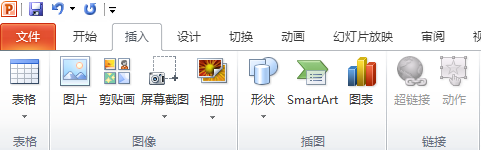 文件 开始 插入 设计 切换 动画 幻灯片放映 审阅
表格 图片 剪贴画 屏幕截图 相册 形状 SmartArt 图表 超链接 动作
表格 图像 插图 链接